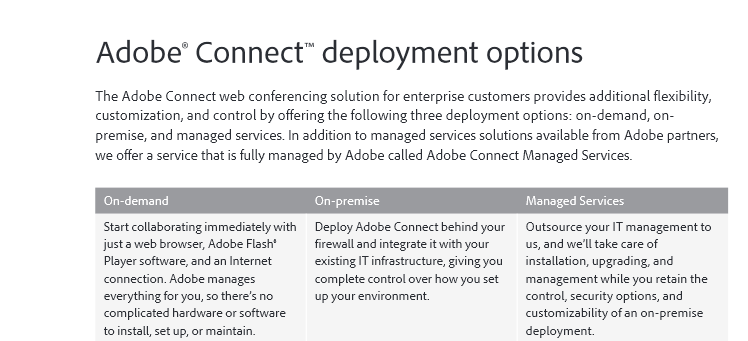 Adobe® Connect™ deployment options
The Adobe Connect web conferencing solution for enterprise customers provides additional flexibility,
customization, and control by offering the following three deployment options: on-demand, on-
premise, and managed services. In addition to managed services solutions available from Adobe partners,
we offer a service that is fully managed by Adobe called Adobe Connect Managed Services.
On-demand
Start collaborating immediately with
just a web browser, Adobe Flash®
Player software, and an Internet
connection. Adobe manages
everything for you, so there's no
complicated hardware or software
to install, set up, or maintain.
On-premise
Deploy Adobe Connect behind your
firewall and integrate it with your
existing IT infrastructure, giving you
complete control over how you set
up your environment.
Managed Services
Outsource your IT management to
us, and we'll take care of
installation, upgrading, and
management while you retain the
control, security options, and
customizability of an on-premise
deployment.